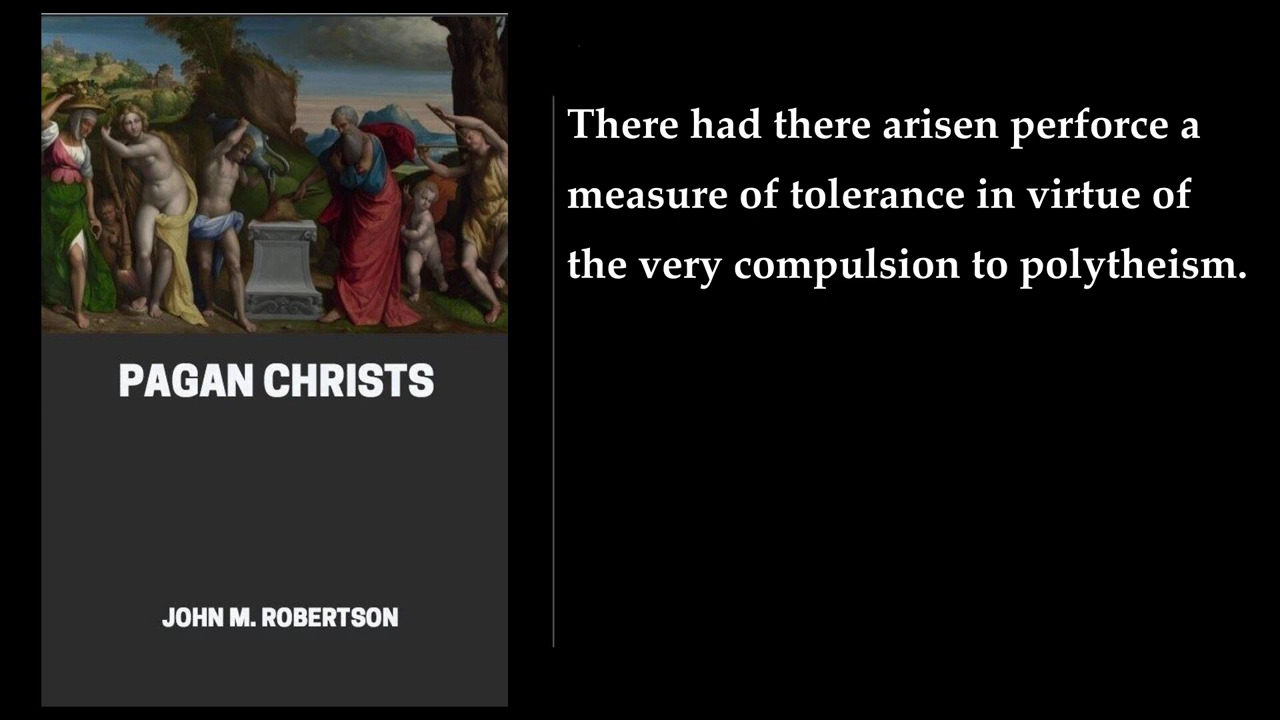 PAGAN CHRISTS
JOHN M. ROBERTSON
There had there arisen perforce a
measure of tolerance in virtue of
the very compulsion to polytheism.